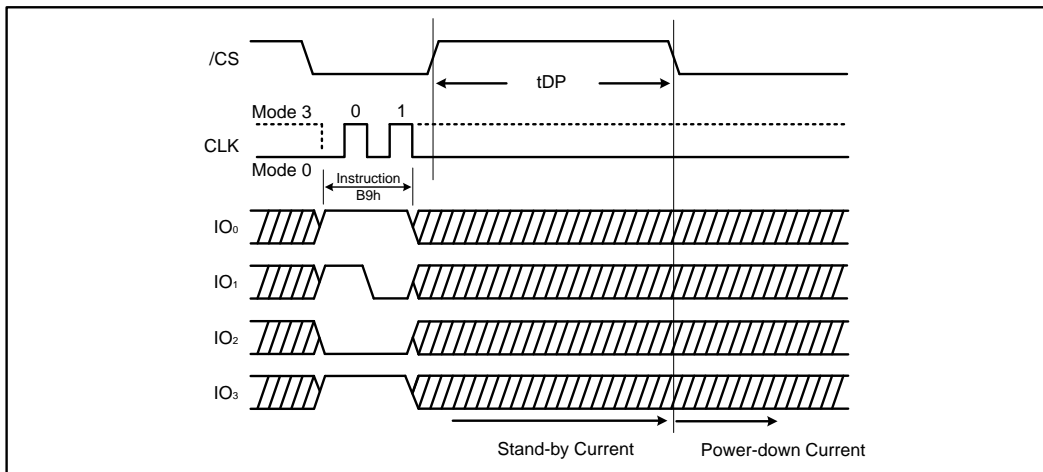 /CS
tDP
Mode 3
0
1
CLK
Mode 0
Instruction
B9h
IO₀
IO₁
IO₂
IO₃
Stand-by Current
Power-down Current